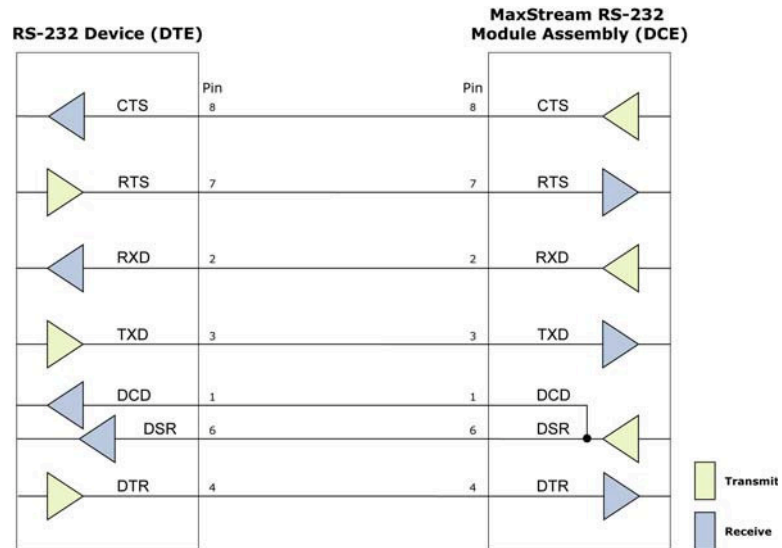 RS-232 Device (DTE)
MaxStream RS-232
Module Assembly (DCE)
Pin
Pin
CTS 8 8 CTS
RTS 7 7 RTS
RXD 2 2 RXD
TXD 3 3 TXD
DCD 1 1 DCD
DSR 6 6 DSR
DTR 4 4 DTR
Transmit
Receive